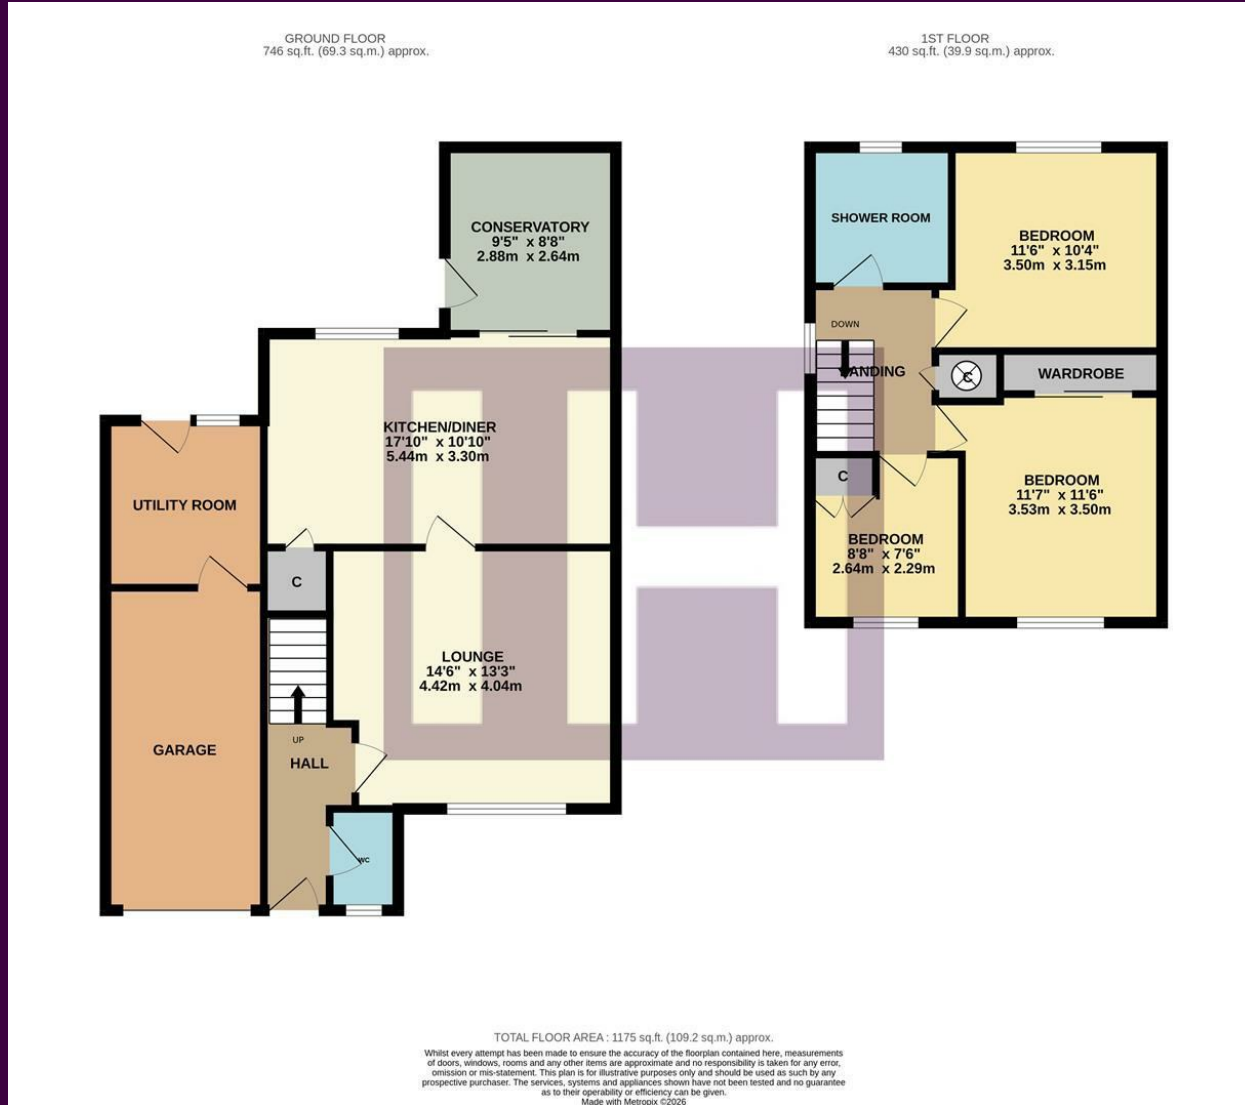 GROUND FLOOR
746 sq.ft. (69.3 sq.m.) approx.
1ST FLOOR
430 sq.ft. (39.9 sq.m.) approx.
CONSERVATORY
9'5" x 8'8"
2.88m x 2.64m
KITCHEN/DINER
17'10" x 10'10"
5.44m x 3.30m
UTILITY ROOM
C
LOUNGE
14'6" x 13'3"
4.42m x 4.04m
GARAGE
UP
HALL
WC
SHOWER ROOM
BEDROOM
11'6" x 10'4"
3.50m x 3.15m
DOWN
LANDING
C
WARDROBE
C
BEDROOM
11'7" x 11'6"
3.53m x 3.50m
BEDROOM
8'8" x 7'6"
2.64m x 2.29m
TOTAL FLOOR AREA : 1175 sq.ft. (109.2 sq.m.) approx.
Whilst every attempt has been made to ensure the accuracy of the floorplan contained here, measurements
of doors, windows, rooms and any other items are approximate and no responsibility is taken for any error,
omission or mis-statement. This plan is for illustrative purposes only and should be used as such by any
prospective purchaser. The services, systems and appliances shown have not been tested and no guarantee
as to their operability or efficiency can be given.
Made with Metropix ©2026